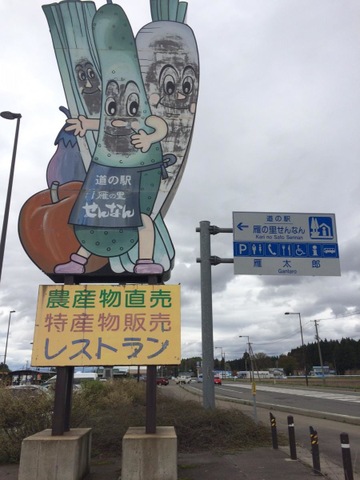 道の駅
雁の里
せんなん
農産物直売
特産物販売
レストラン
道の駅
雁の里せんなん
Kari no Sato Sennan
P
雁 太 郎
Gantaro